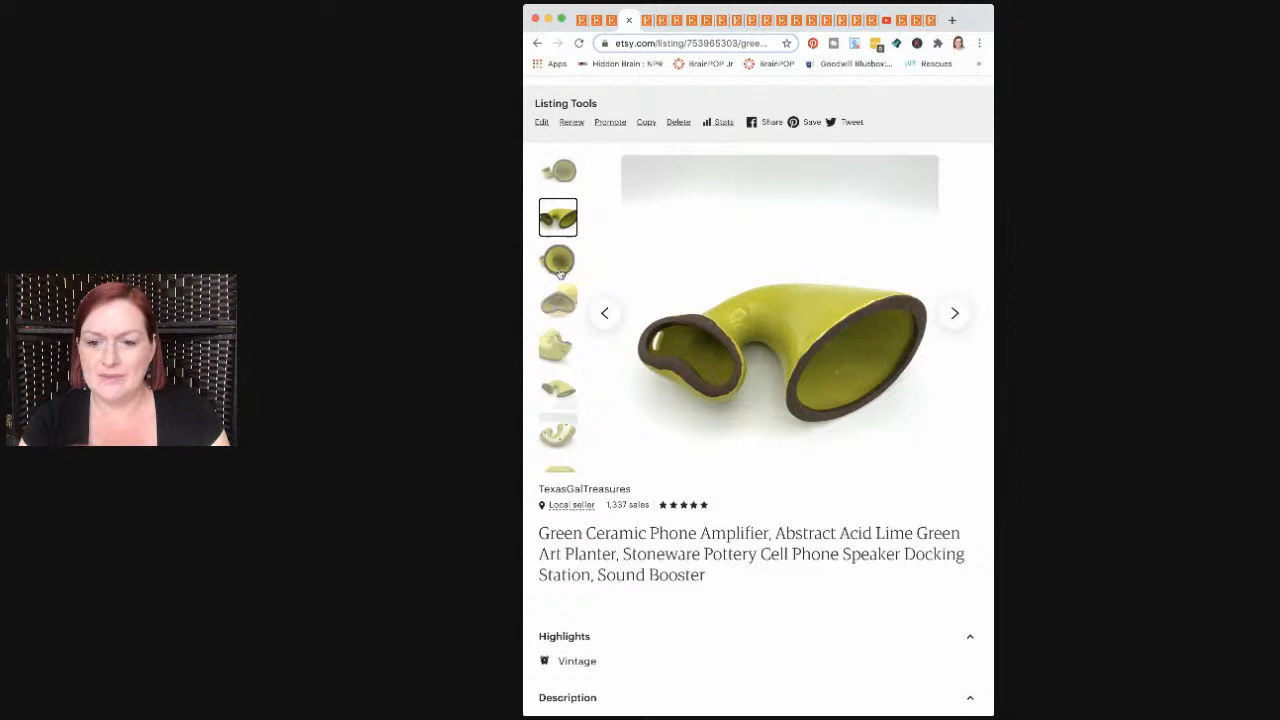 etsy.com/listing/753965303/gree...
Apps Hidden Brain : NPR BrainPOP Jr BrainPOP Goodwill Bluebox:... Rescues »
Listing Tools
Edit Renew Promote Copy Delete Stats Share Save Tweet
TexasGalTreasures
Local seller 1,337 sales
Green Ceramic Phone Amplifier, Abstract Acid Lime Green
Art Planter, Stoneware Pottery Cell Phone Speaker Docking
Station, Sound Booster
Highlights
Vintage
Description